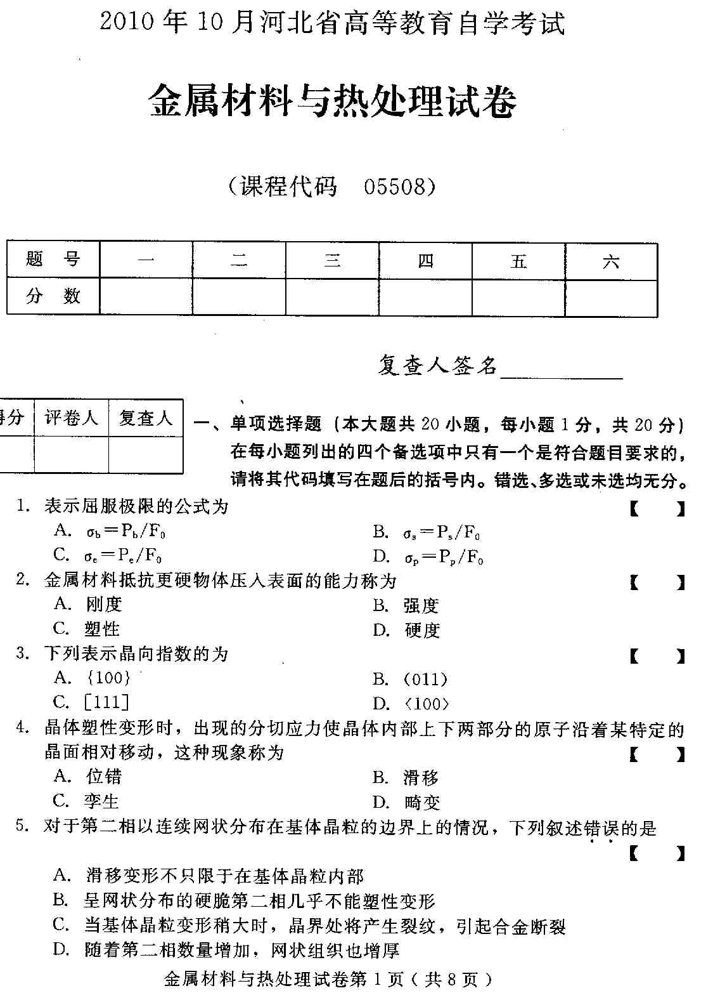 2010 年 10 月河北省高等教育自学考试
金属材料与热处理试卷
（课程代码　05508）
题 号 一 二 三 四 五 六
分 数
复查人签名
得分 评卷人 复查人
一、单项选择题（本大题共 20 小题，每小题 1 分，共 20 分）
在每小题列出的四个备选项中只有一个是符合题目要求的，
请将其代码填写在题后的括号内。错选、多选或未选均无分。
1. 表示屈服极限的公式为 【　】
A. σb＝Pb/F0 B. σs＝Ps/F0
C. σe＝Pe/F0 D. σp＝Pp/F0
2. 金属材料抵抗更硬物体压入表面的能力称为 【　】
A. 刚度 B. 强度
C. 塑性 D. 硬度
3. 下列表示晶向指数的为 【　】
A. {100} B. （011）
C. [111] D. 〈100〉
4. 晶体塑性变形时，出现的分切应力使晶体内部上下两部分的原子沿着某特定的
晶面相对移动，这种现象称为 【　】
A. 位错 B. 滑移
C. 孪生 D. 畸变
5. 对于第二相以连续网状分布在基体晶粒的边界上的情况，下列叙述错误的是
【　】
A. 滑移变形不只限于在基体晶粒内部
B. 呈网状分布的硬脆第二相几乎不能塑性变形
C. 当基体晶粒变形稍大时，晶界处将产生裂纹，引起合金断裂
D. 随着第二相数量增加，网状组织也增厚
金属材料与热处理试卷第 1 页（共 8 页）